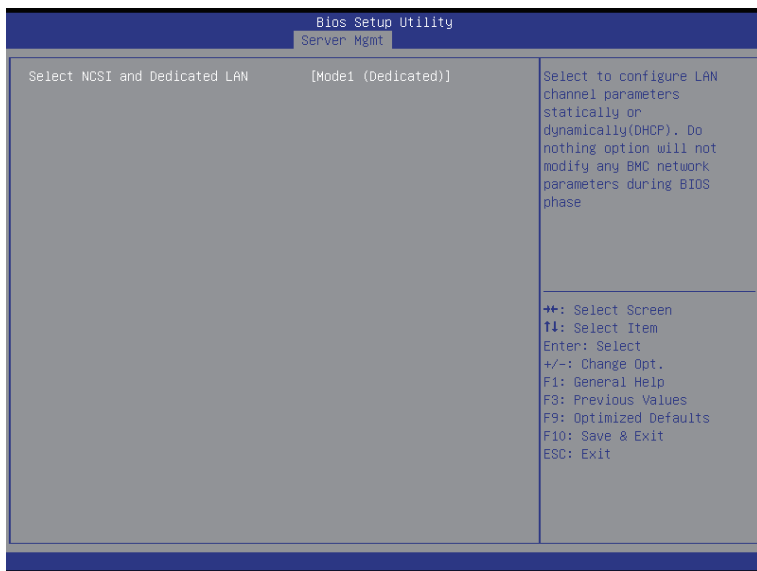 Bios Setup Utility
Server Mgmt
Select NCSI and Dedicated LAN [Mode1 (Dedicated)]
Select to configure LAN
channel parameters
statically or
dynamically(DHCP). Do
nothing option will not
modify any BMC network
parameters during BIOS
phase
→←: Select Screen
↑↓: Select Item
Enter: Select
+/-: Change Opt.
F1: General Help
F3: Previous Values
F9: Optimized Defaults
F10: Save & Exit
ESC: Exit